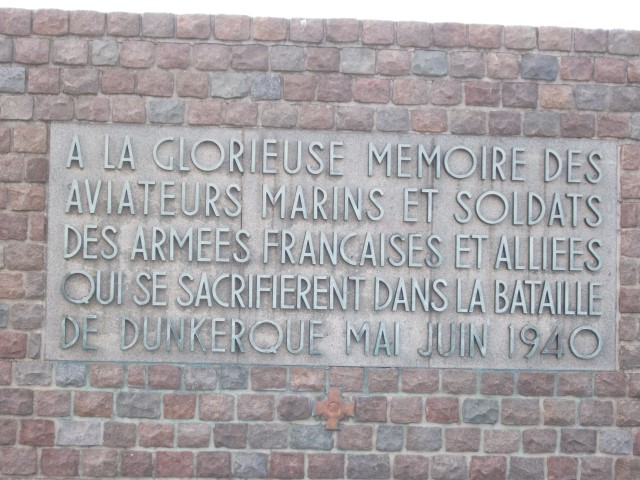 A LA GLORIEUSE MEMOIRE DES
AVIATEURS MARINS ET SOLDATS
DES ARMEES FRANCAISES ET ALLIEES
QUI SE SACRIFIERENT DANS LA BATAILLE
DE DUNKERQUE MAI JUIN 1940